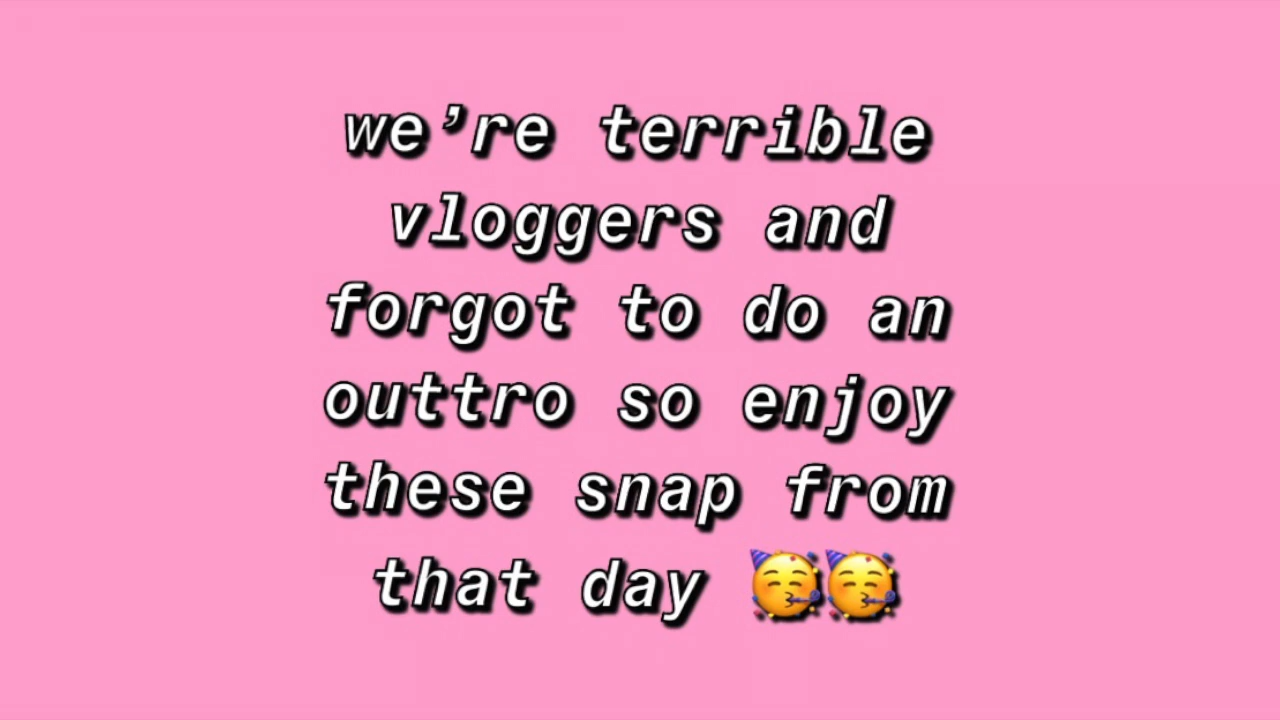 we’re terrible
vloggers and
forgot to do an
outtro so enjoy
these snap from
that day 🥳🥳